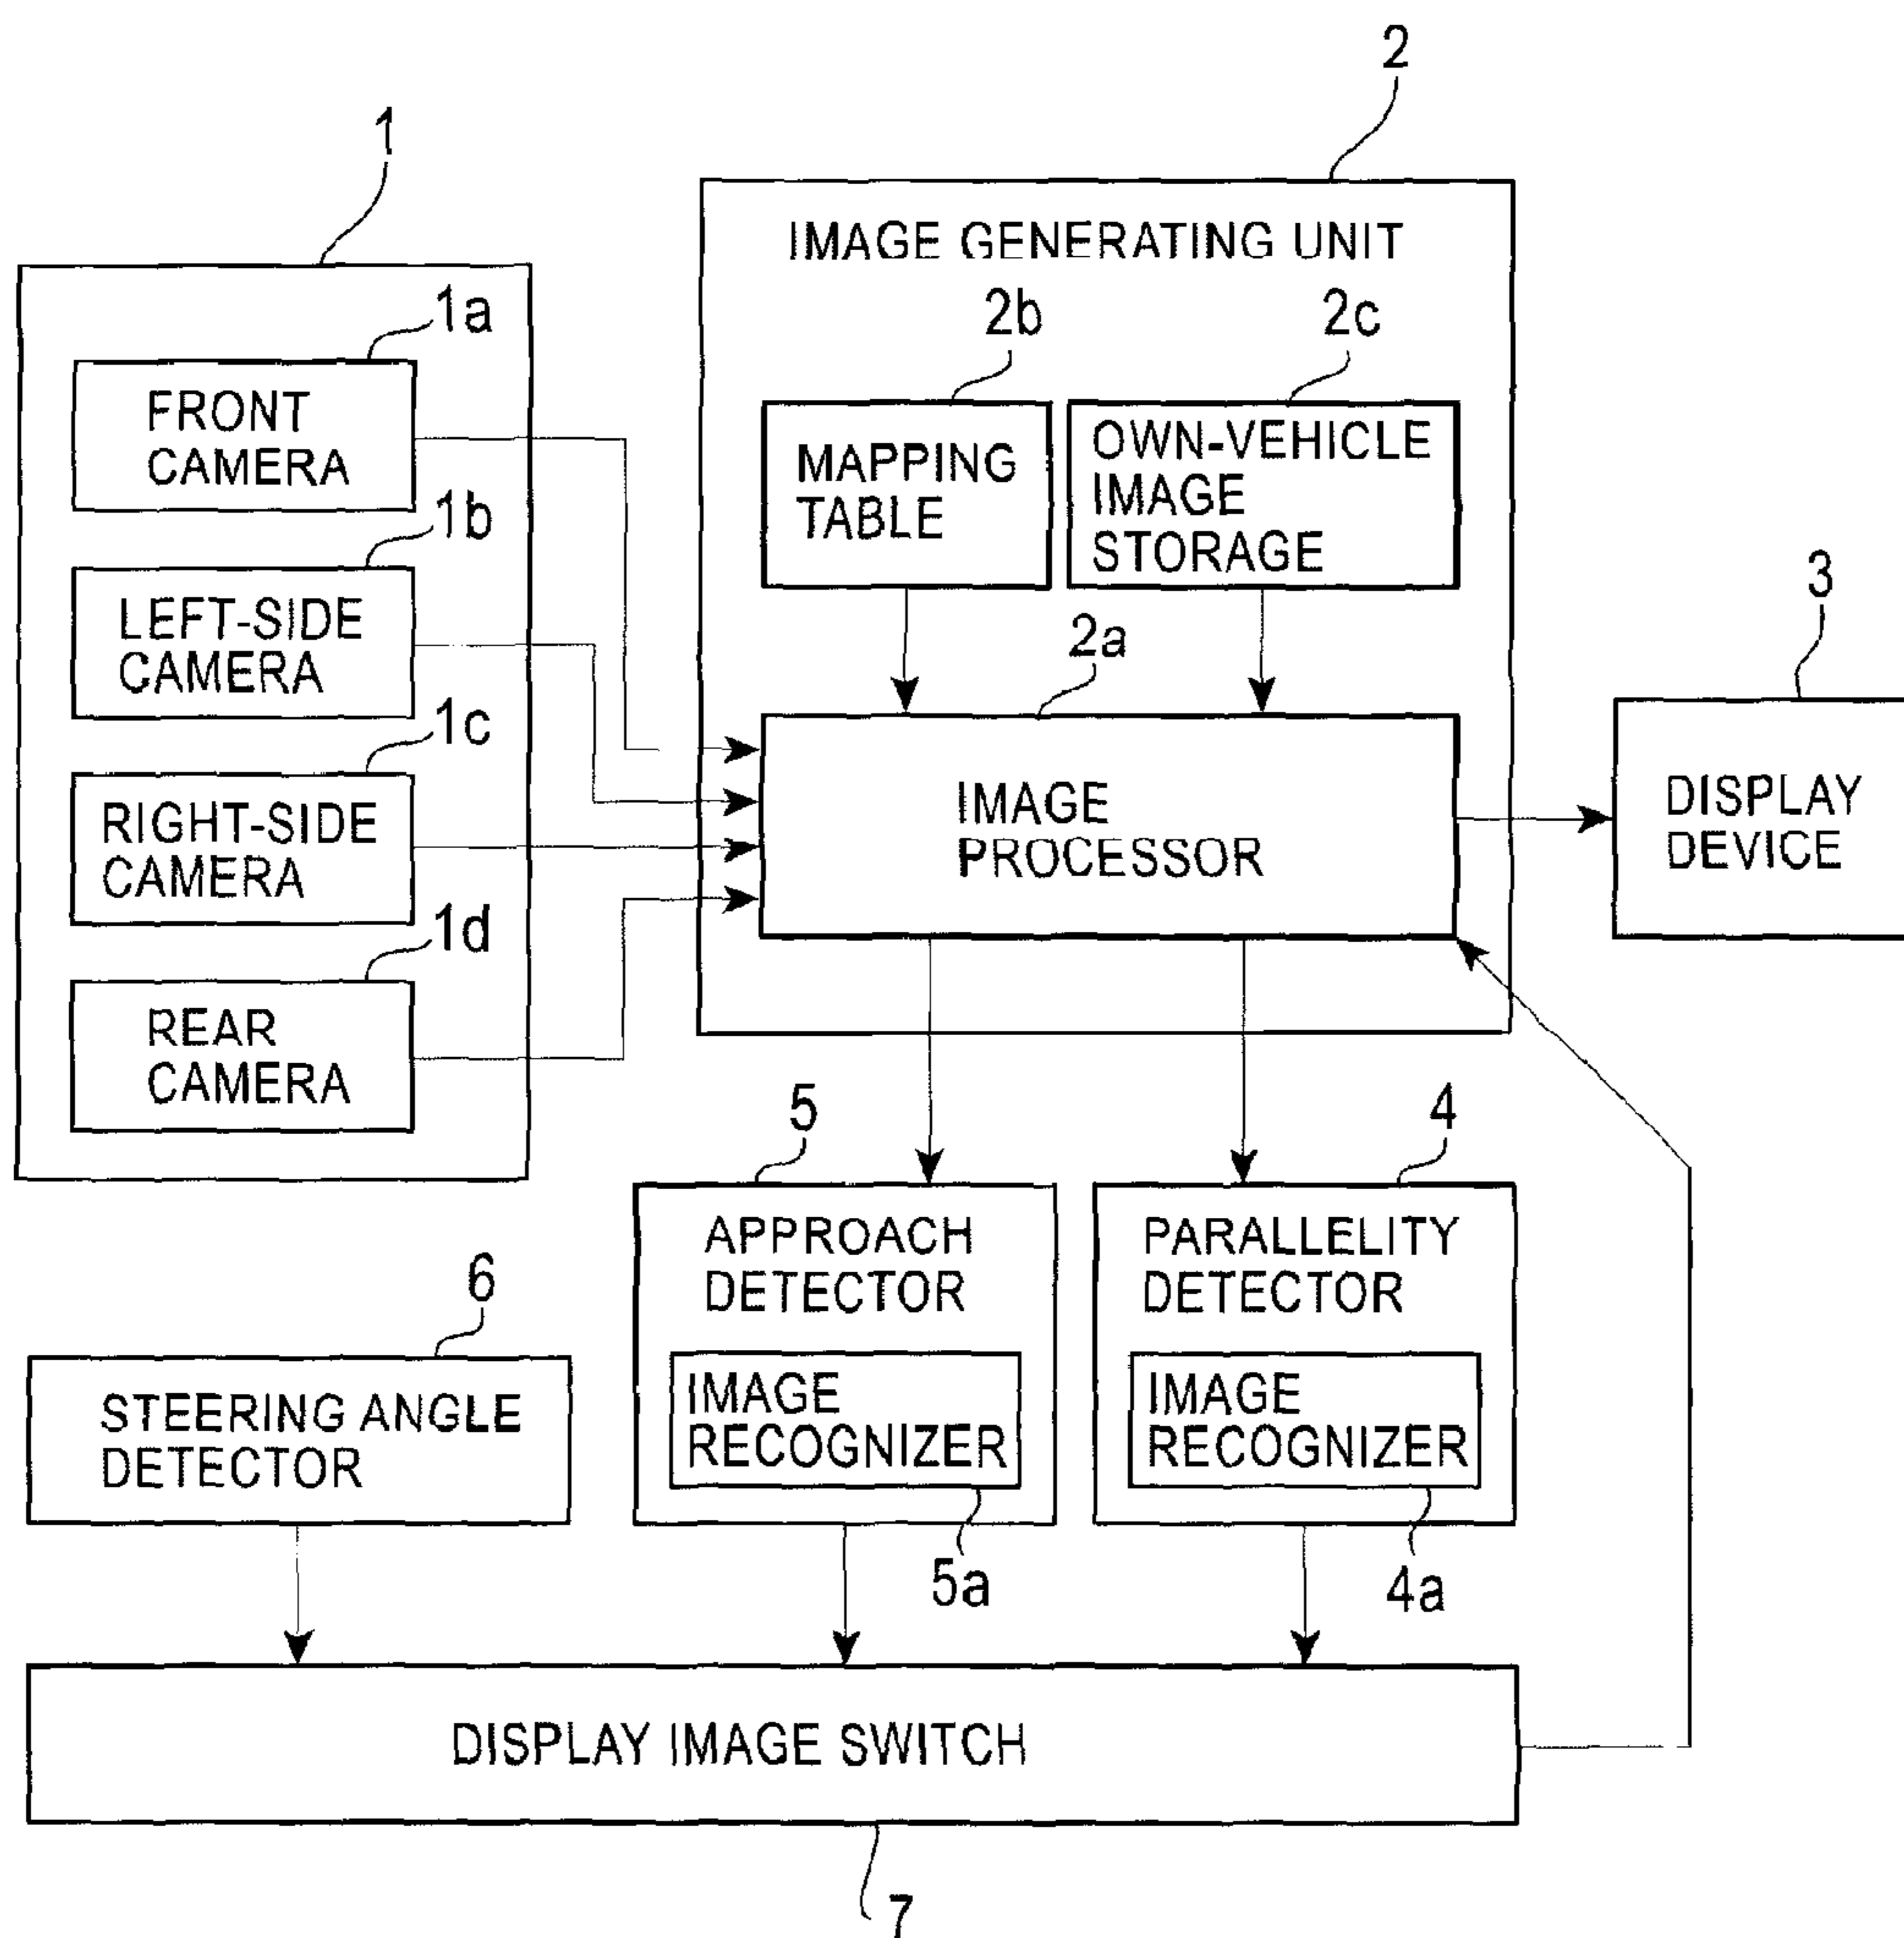 2
1
IMAGE GENERATING UNIT
1a
FRONT
CAMERA
1b
LEFT-SIDE
CAMERA
1c
RIGHT-SIDE
CAMERA
1d
REAR
CAMERA
2b
MAPPING
TABLE
2c
OWN-VEHICLE
IMAGE
STORAGE
2a
IMAGE
PROCESSOR
3
DISPLAY
DEVICE
5
APPROACH
DETECTOR
IMAGE
RECOGNIZER
5a
4
PARALLELITY
DETECTOR
IMAGE
RECOGNIZER
4a
6
STEERING ANGLE
DETECTOR
DISPLAY IMAGE SWITCH
7